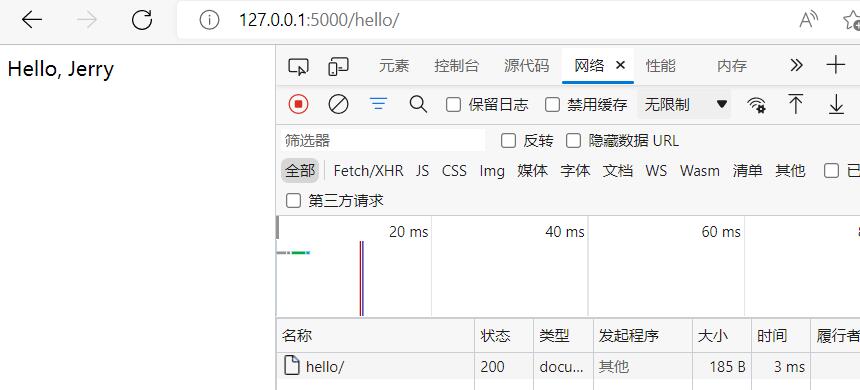 127.0.0.1:5000/hello/
Hello, Jerry
元素 控制台 源代码 网络 性能 内存
保留日志 禁用缓存 无限制
筛选器 反转 隐藏数据 URL
全部 Fetch/XHR JS CSS Img 媒体 字体 文档 WS Wasm 清单 其他 已
第三方请求
20 ms 40 ms 60 ms
名称 状态 类型 发起程序 大小 时间 履行者
hello/ 200 docu... 其他 185 B 3 ms